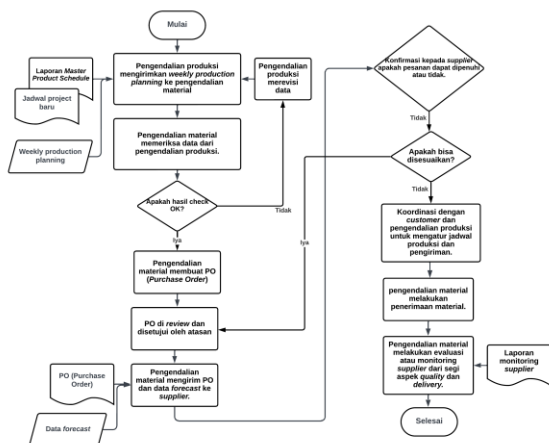 Mulai
Pengendalian produksi
mengirimkan weekly production
planning ke pengendalian
material
Pengendalian
produksi
merevisi
data
Laporan Master
Product Schedule
Jadwal project
baru
Weekly production
planning
Pengendalian material
memeriksa data dari
pengendalian produksi.
Apakah hasil check
OK?
Tidak
Iya
Pengendalian
material membuat PO
(Purchase Order)
PO di review dan
disetujui oleh atasan
Pengendalian
material mengirim PO
dan data forecast ke
supplier.
PO (Purchase
Order)
Data forecast
Konfirmasi kepada supplier
apakah pesanan dapat dipenuhi
atau tidak.
Tidak
Apakah bisa
disesuaikan?
Iya
Tidak
Koordinasi dengan
customer dan
pengendalian produksi
untuk mengatur jadwal
produksi dan
pengiriman.
pengendalian material
melakukan
penerimaan material.
Pengendalian material
melakukan evaluasi
atau monitoring
supplier dari segi
aspek quality dan
delivery.
Laporan
monitoring
supplier
Selesai